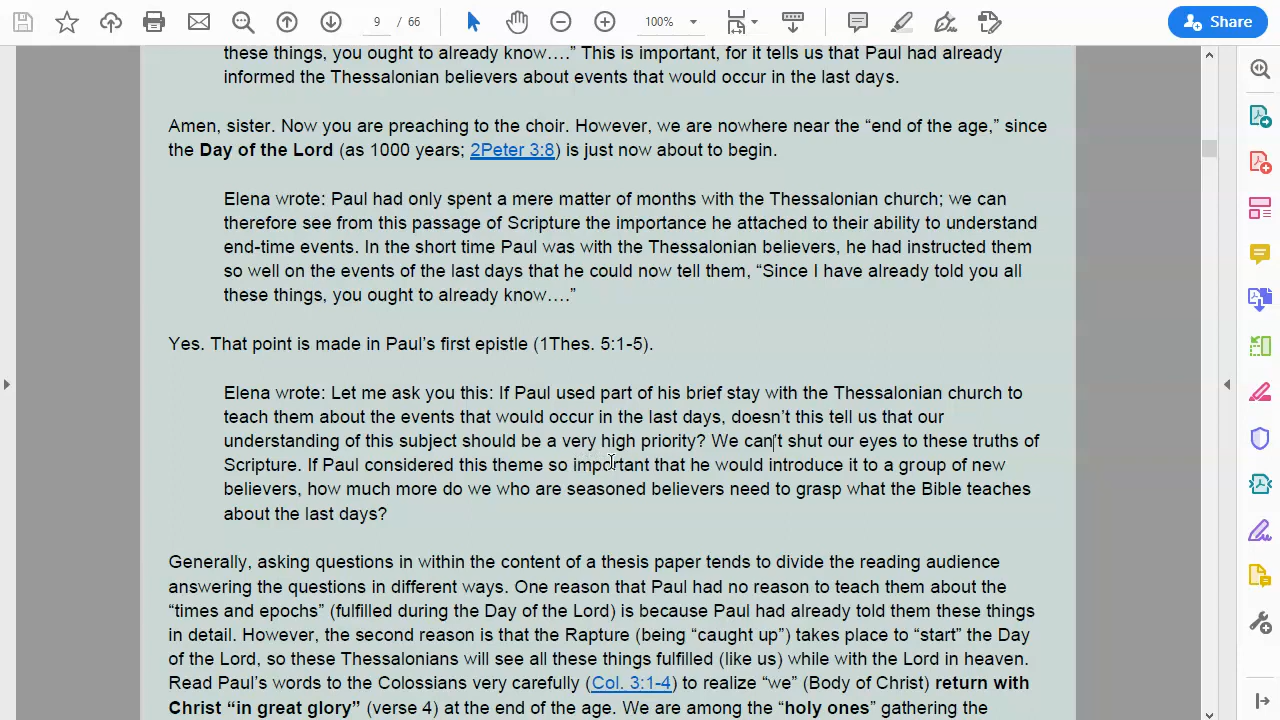 9 / 66
100%
Share
these things, you ought to already know….” This is important, for it tells us that Paul had already
informed the Thessalonian believers about events that would occur in the last days.
Amen, sister. Now you are preaching to the choir. However, we are nowhere near the “end of the age,” since
the Day of the Lord (as 1000 years; 2Peter 3:8) is just now about to begin.
Elena wrote: Paul had only spent a mere matter of months with the Thessalonian church; we can
therefore see from this passage of Scripture the importance he attached to their ability to understand
end-time events. In the short time Paul was with the Thessalonian believers, he had instructed them
so well on the events of the last days that he could now tell them, “Since I have already told you all
these things, you ought to already know….”
Yes. That point is made in Paul’s first epistle (1Thes. 5:1-5).
Elena wrote: Let me ask you this: If Paul used part of his brief stay with the Thessalonian church to
teach them about the events that would occur in the last days, doesn’t this tell us that our
understanding of this subject should be a very high priority? We can’t shut our eyes to these truths of
Scripture. If Paul considered this theme so important that he would introduce it to a group of new
believers, how much more do we who are seasoned believers need to grasp what the Bible teaches
about the last days?
Generally, asking questions in within the content of a thesis paper tends to divide the reading audience
answering the questions in different ways. One reason that Paul had no reason to teach them about the
“times and epochs” (fulfilled during the Day of the Lord) is because Paul had already told them these things
in detail. However, the second reason is that the Rapture (being “caught up”) takes place to “start” the Day
of the Lord, so these Thessalonians will see all these things fulfilled (like us) while with the Lord in heaven.
Read Paul’s words to the Colossians very carefully (Col. 3:1-4) to realize “we” (Body of Christ) return with
Christ “in great glory” (verse 4) at the end of the age. We are among the “holy ones” gathering the